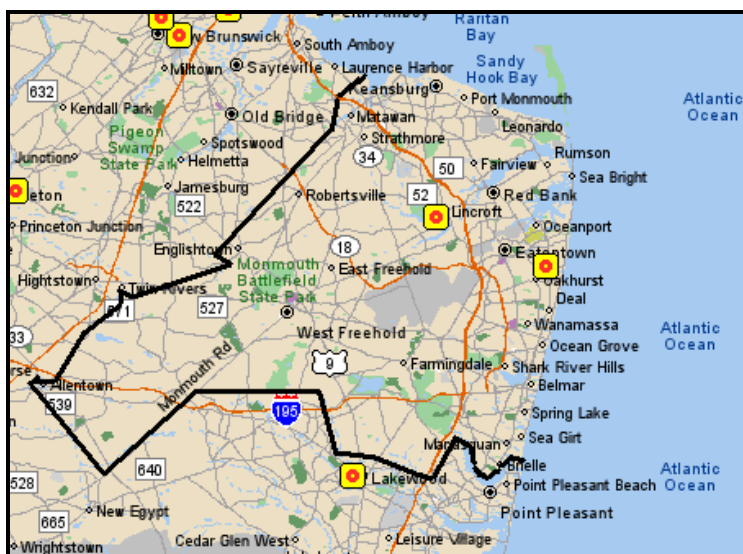 Perth Amboy
Raritan
Bay
Brunswick
South Amboy
Sandy
Hook Bay
Milltown
Sayreville
Laurence Harbor
Keansburg
632
Port Monmouth
Atlantic
Ocean
Kendall Park
Old Bridge
Matawan
Leonardo
Pigeon
Swamp
State Park
Spotswood
Strathmore
34
Junction
Helmetta
50
Fairview
Rumson
Sea Bright
Jamesburg
52
Red Bank
Robertsville
522
Lincroft
Princeton Junction
Oceanport
Englishtown
18
Eatontown
Monmouth
Battlefield
State Park
East Freehold
Hightstown
Twin Rivers
Oakhurst
Deal
527
571
Wanamassa
Atlantic
Ocean
33
West Freehold
Ocean Grove
Monmouth Rd
9
Farmingdale
Shark River Hills
Allentown
Belmar
539
195
Spring Lake
Manasquan
Sea Girt
640
Brielle
Atlantic
Ocean
528
Lakewood
Point Pleasant Beach
New Egypt
Point Pleasant
665
Wrightstown
Cedar Glen West
Leisure Village